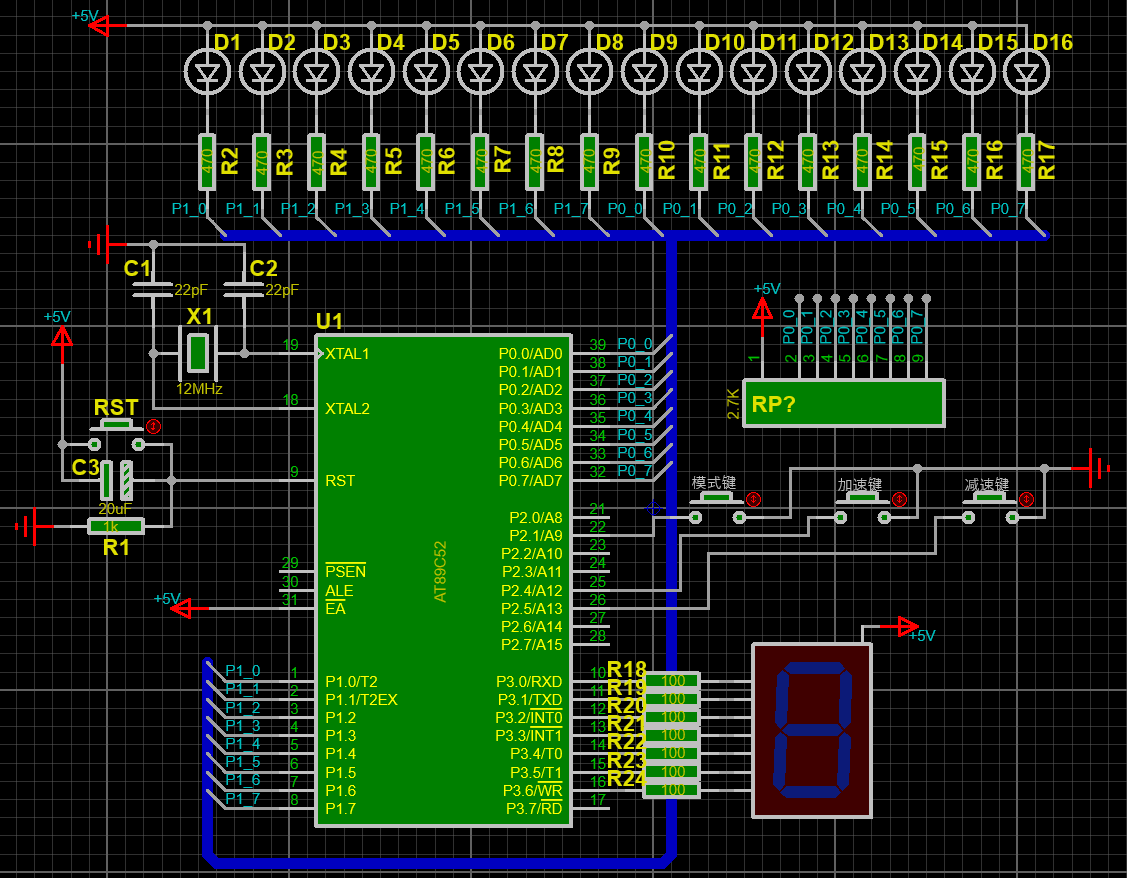 +5V
D1 D2 D3 D4 D5 D6 D7 D8 D9 D10 D11 D12 D13 D14 D15 D16
470 R2 470 R3 470 R4 470 R5 470 R6 470 R7 470 R8 470 R9 470 R10 470 R11 470 R12 470 R13 470 R14 470 R15 470 R16 470 R17
P1_0 P1_1 P1_2 P1_3 P1_4 P1_5 P1_6 P1_7 P0_0 P0_1 P0_2 P0_3 P0_4 P0_5 P0_6 P0_7
C1 22pF C2 22pF
X1
12MHz
+5V
RST
C3
20uF
1k
R1
+5V
U1
AT89C52
19 XTAL1
18 XTAL2
9 RST
29 PSEN
30 ALE
31 EA
P1_0 1 P1.0/T2
P1_1 2 P1.1/T2EX
P1_2 3 P1.2
P1_3 4 P1.3
P1_4 5 P1.4
P1_5 6 P1.5
P1_6 7 P1.6
P1_7 8 P1.7
P0.0/AD0 39 P0_0
P0.1/AD1 38 P0_1
P0.2/AD2 37 P0_2
P0.3/AD3 36 P0_3
P0.4/AD4 35 P0_4
P0.5/AD5 34 P0_5
P0.6/AD6 33 P0_6
P0.7/AD7 32 P0_7
P2.0/A8 21
P2.1/A9 22
P2.2/A10 23
P2.3/A11 24
P2.4/A12 25
P2.5/A13 26
P2.6/A14 27
P2.7/A15 28
P3.0/RXD 10 R18 100
P3.1/TXD 11 R19 100
P3.2/INT0 12 R20 100
P3.3/INT1 13 R21 100
P3.4/T0 14 R22 100
P3.5/T1 15 R23 100
P3.6/WR 16 R24 100
P3.7/RD 17
+5V
P0_0 P0_1 P0_2 P0_3 P0_4 P0_5 P0_6 P0_7
1 2 3 4 5 6 7 8 9
2.7K
RP?
模式键 加速键 减速键
+5V